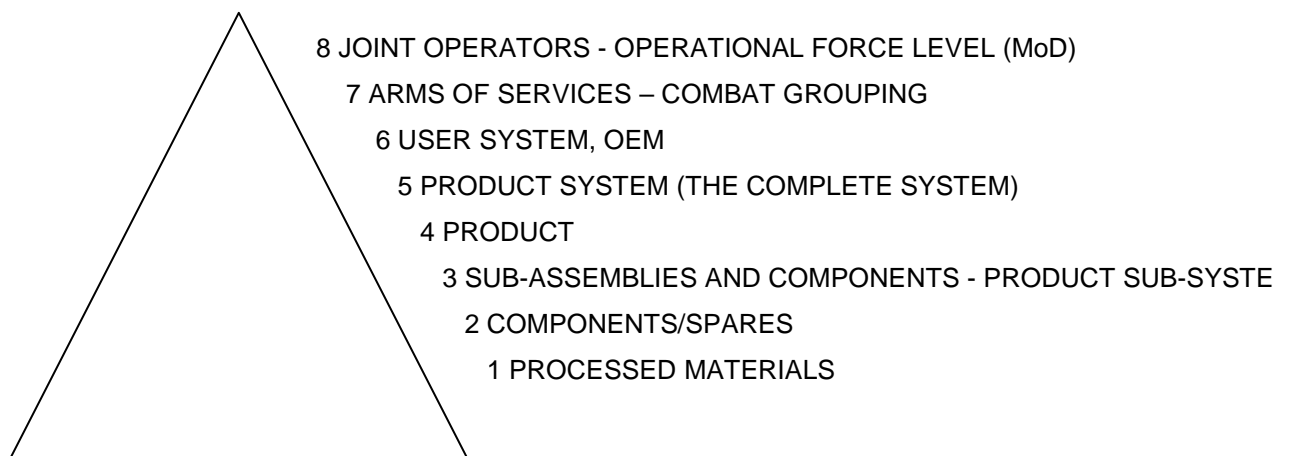 8 JOINT OPERATORS - OPERATIONAL FORCE LEVEL (MoD)
7 ARMS OF SERVICES – COMBAT GROUPING
6 USER SYSTEM, OEM
5 PRODUCT SYSTEM (THE COMPLETE SYSTEM)
4 PRODUCT
3 SUB-ASSEMBLIES AND COMPONENTS - PRODUCT SUB-SYSTE
2 COMPONENTS/SPARES
1 PROCESSED MATERIALS